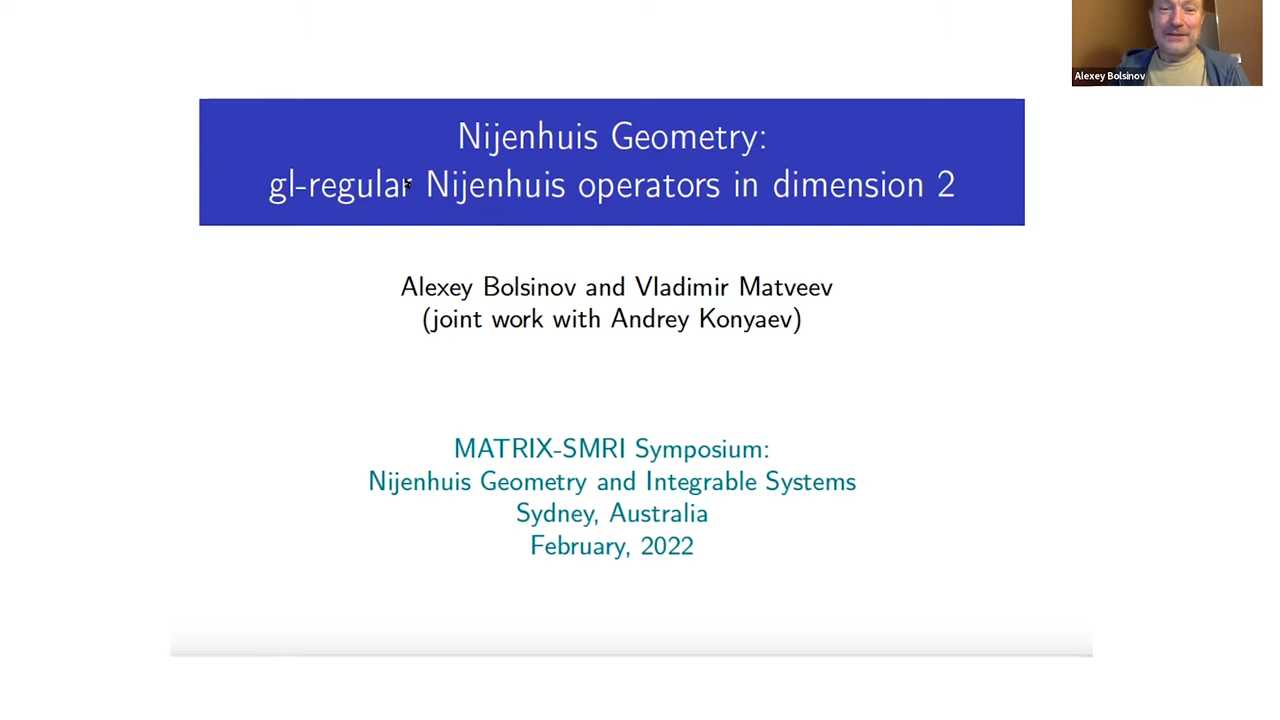 Alexey Bolsinov
Nijenhuis Geometry:
gl-regular Nijenhuis operators in dimension 2
Alexey Bolsinov and Vladimir Matveev
(joint work with Andrey Konyaev)
MATRIX-SMRI Symposium:
Nijenhuis Geometry and Integrable Systems
Sydney, Australia
February, 2022